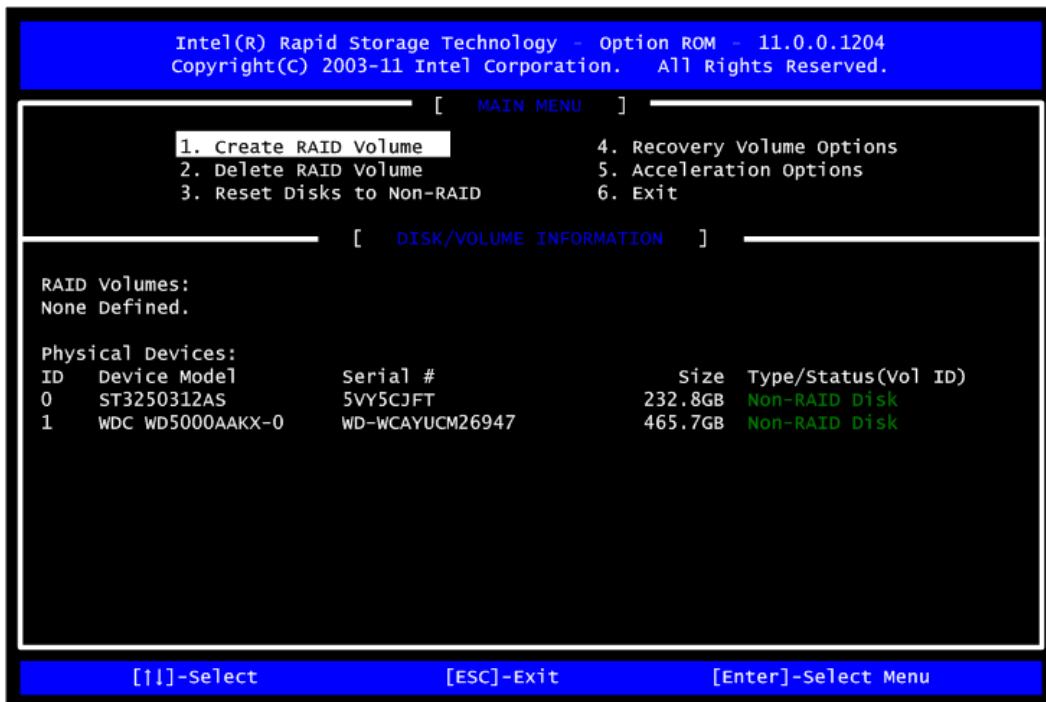 Intel(R) Rapid Storage Technology - Option ROM - 11.0.0.1204
Copyright(C) 2003-11 Intel Corporation. All Rights Reserved.
[ MAIN MENU ]
1. Create RAID Volume 4. Recovery Volume Options
2. Delete RAID Volume 5. Acceleration Options
3. Reset Disks to Non-RAID 6. Exit
[ DISK/VOLUME INFORMATION ]
RAID Volumes:
None Defined.
Physical Devices:
ID Device Model Serial # Size Type/Status(Vol ID)
0 ST3250312AS 5VY5CJFT 232.8GB Non-RAID Disk
1 WDC WD5000AAKX-0 WD-WCAYUCM26947 465.7GB Non-RAID Disk
[↑↓]-Select [ESC]-Exit [Enter]-Select Menu